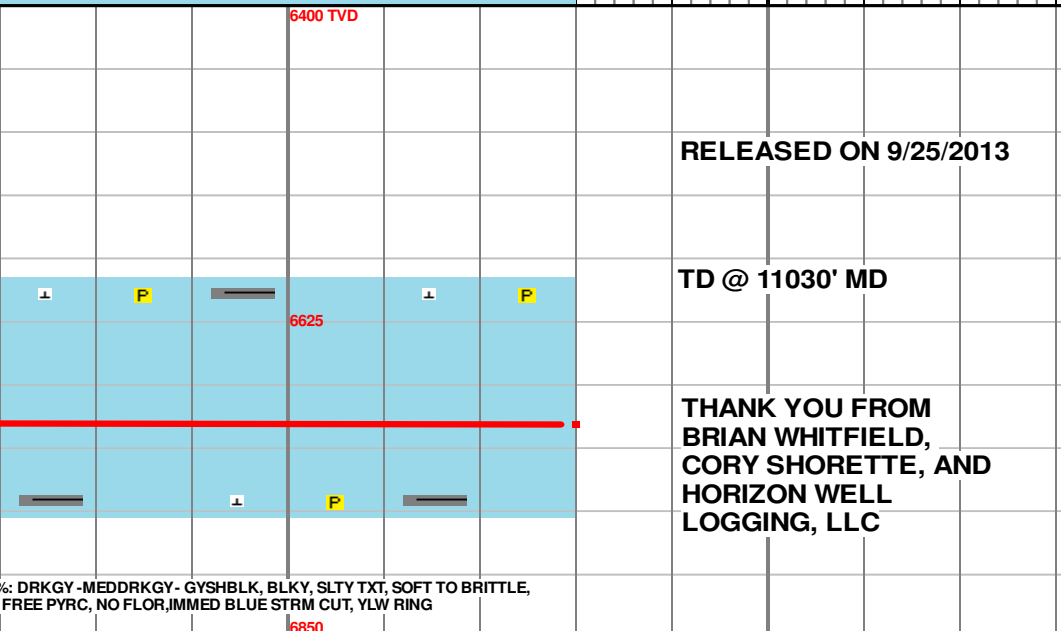 6400 TVD
RELEASED ON 9/25/2013
P
P
TD @ 11030' MD
6625
THANK YOU FROM
BRIAN WHITFIELD,
CORY SHORETTE, AND
HORIZON WELL
LOGGING, LLC
P
%: DRKGY -MEDDRKGY- GYSHBLK, BLKY, SLTY TXT, SOFT TO BRITTLE,
FREE PYRC, NO FLOR,IMMED BLUE STRM CUT, YLW RING
6850